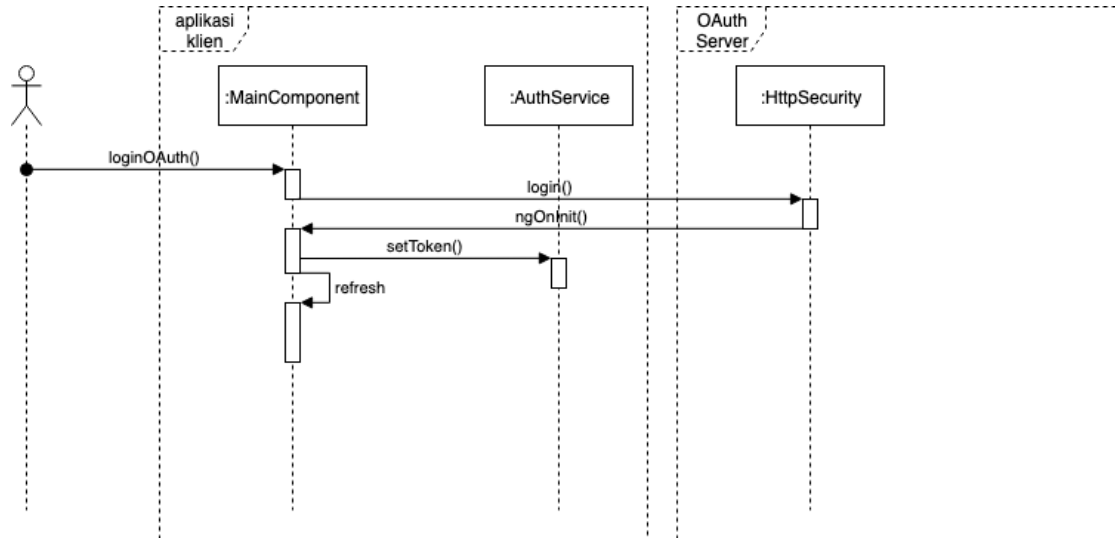 aplikasi
klien
OAuth
Server
:MainComponent
:AuthService
:HttpSecurity
loginOAuth()
login()
ngOnInit()
setToken()
refresh